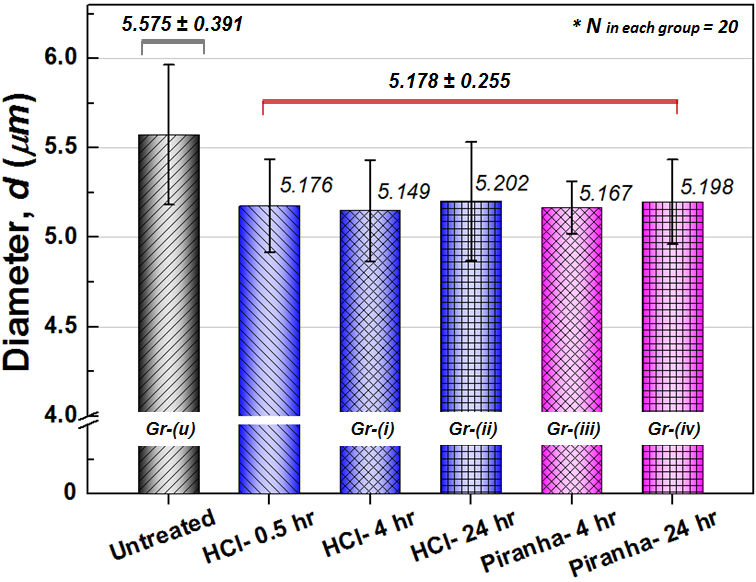 5.575 ± 0.391
* N in each group = 20
5.178 ± 0.255
6.0
5.5
5.0
4.5
4.0
0
Diameter, d (μm)
5.176
5.149
5.202
5.167
5.198
Gr-(u)
Gr-(i)
Gr-(ii)
Gr-(iii)
Gr-(iv)
Untreated
HCl- 0.5 hr
HCl- 4 hr
HCl- 24 hr
Piranha- 4 hr
Piranha- 24 hr